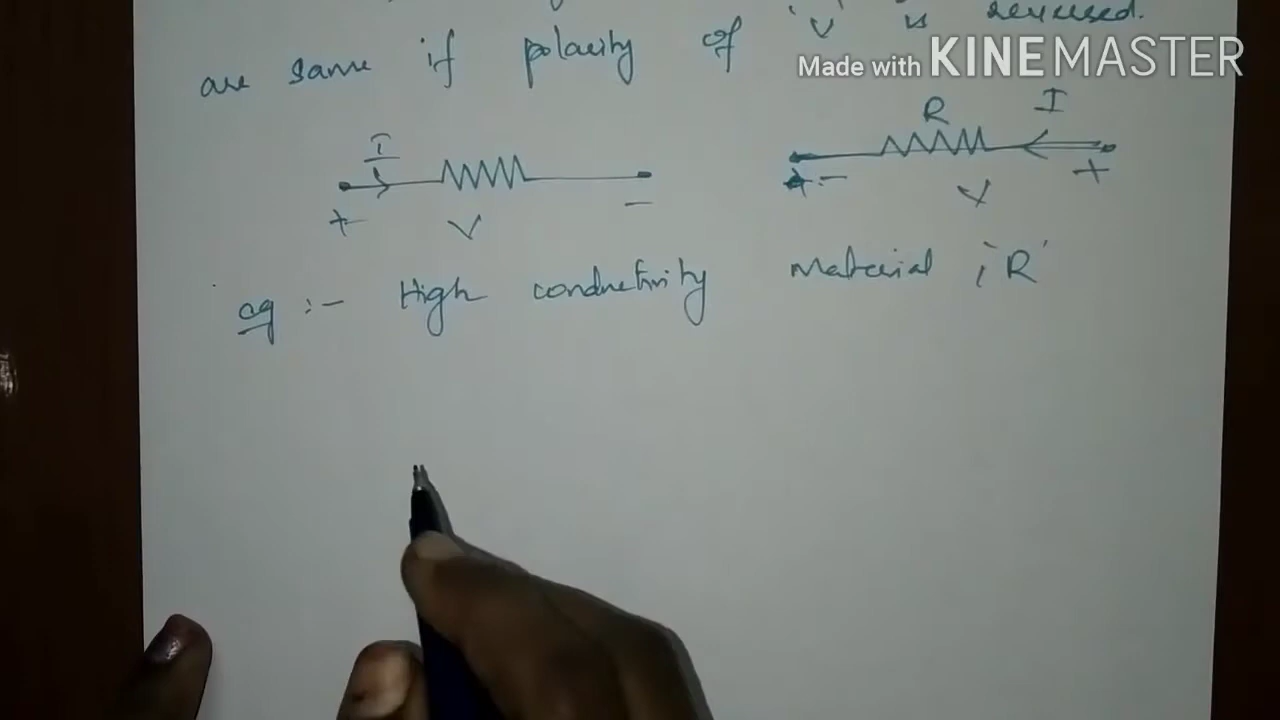 are same if polarity of 'V' is reversed.
Made with KINEMASTER
I
R I
+ V -
- V +
eg :- High conductivity Material 'R'